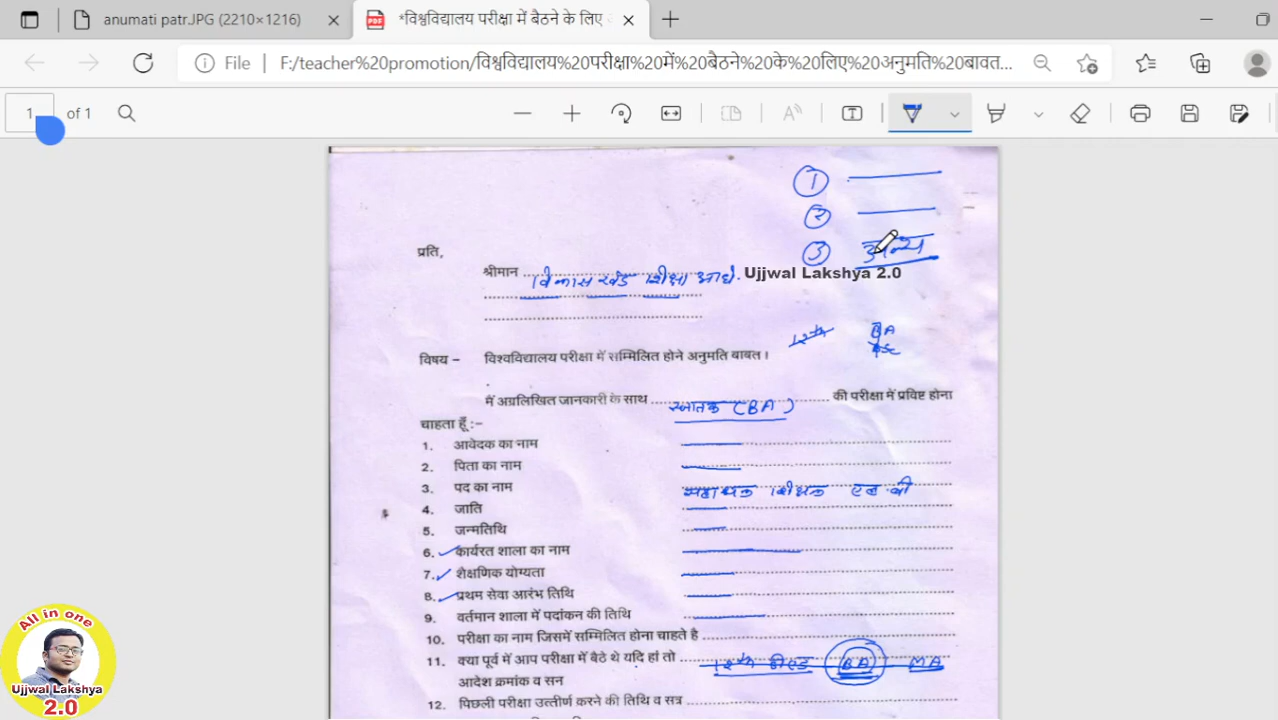 anumati patr.JPG (2210×1216)
*विश्वविद्यालय परीक्षा में बैठने के लिए
File
F:/teacher%20promotion/विश्वविद्यालय%20परीक्षा%20में%20बैठने%20के%20लिए%20अनुमति%20बावत...
1 of 1
① 
②
③ अन्य
प्रति,
श्रीमान विकास खंड शिक्षा
Ujjwal Lakshya 2.0
12th BA
विषय – विश्वविद्यालय परीक्षा में सम्मिलित होने अनुमति बाबत।
में अग्रलिखित जानकारी के साथ स्नातक (BA) की परीक्षा में प्रविष्ट होना
चाहता हूँ :–
1. आवेदक का नाम
2. पिता का नाम
3. पद का नाम सहायक शिक्षक एल.बी
4. जाति
5. जन्मतिथि
6. कार्यरत शाला का नाम
7. शैक्षणिक योग्यता
8. प्रथम सेवा आरंभ तिथि
9. वर्तमान शाला में पदांकन की तिथि
10. परीक्षा का नाम जिसमें सम्मिलित होना चाहते है
11. क्या पूर्व में आप परीक्षा में बैठे थे यदि हां तो 12th डीएड BA MA
आदेश क्रमांक व सन
12. पिछली परीक्षा उत्तीर्ण करने की तिथि व सत्र
All in one
Ujjwal Lakshya
2.0